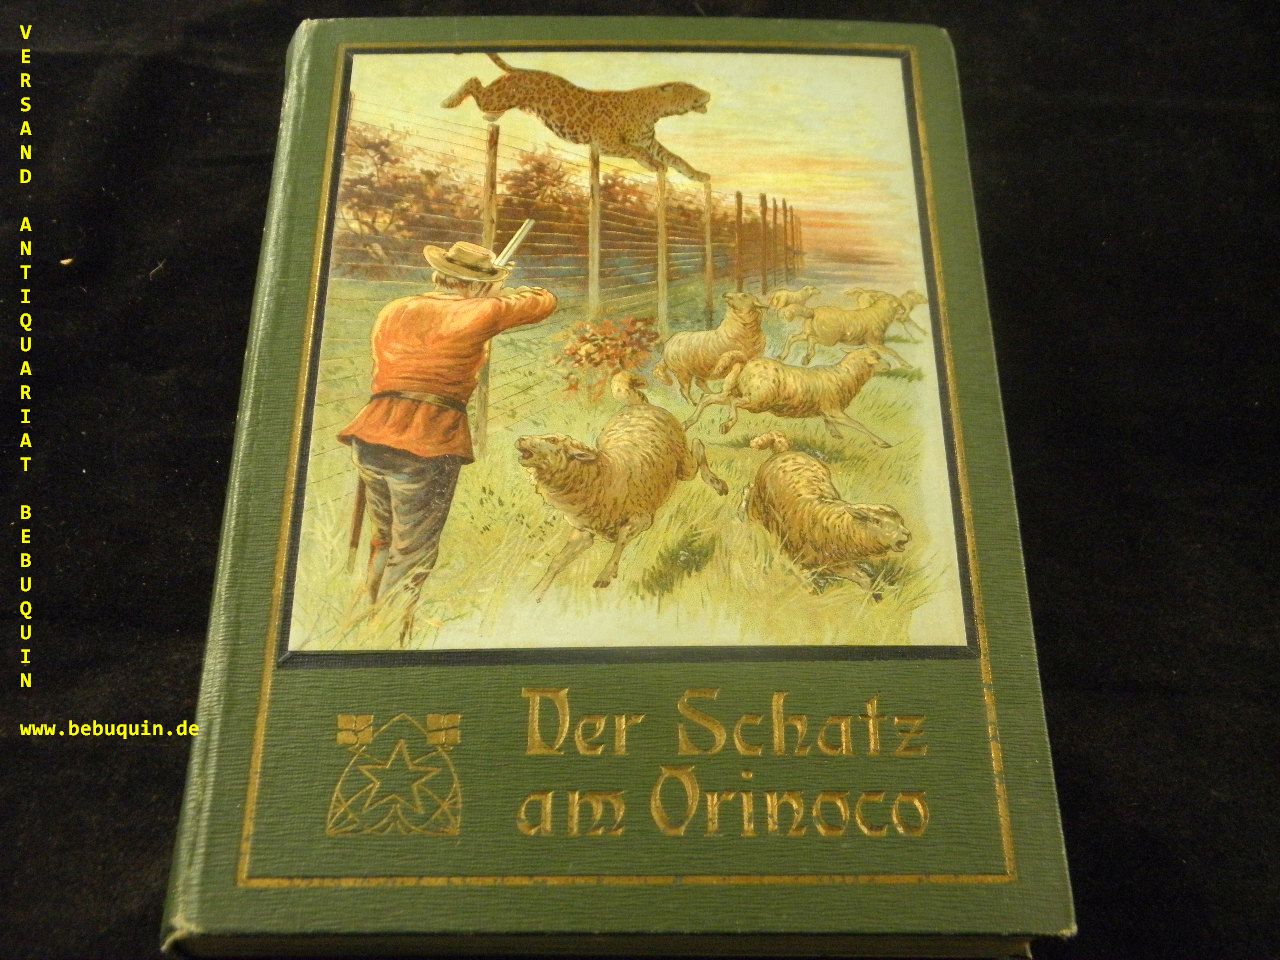 VERSAND ANTIQUARIAT BEBUQUIN
www.bebuquin.de
Der Schatz
am Orinoco